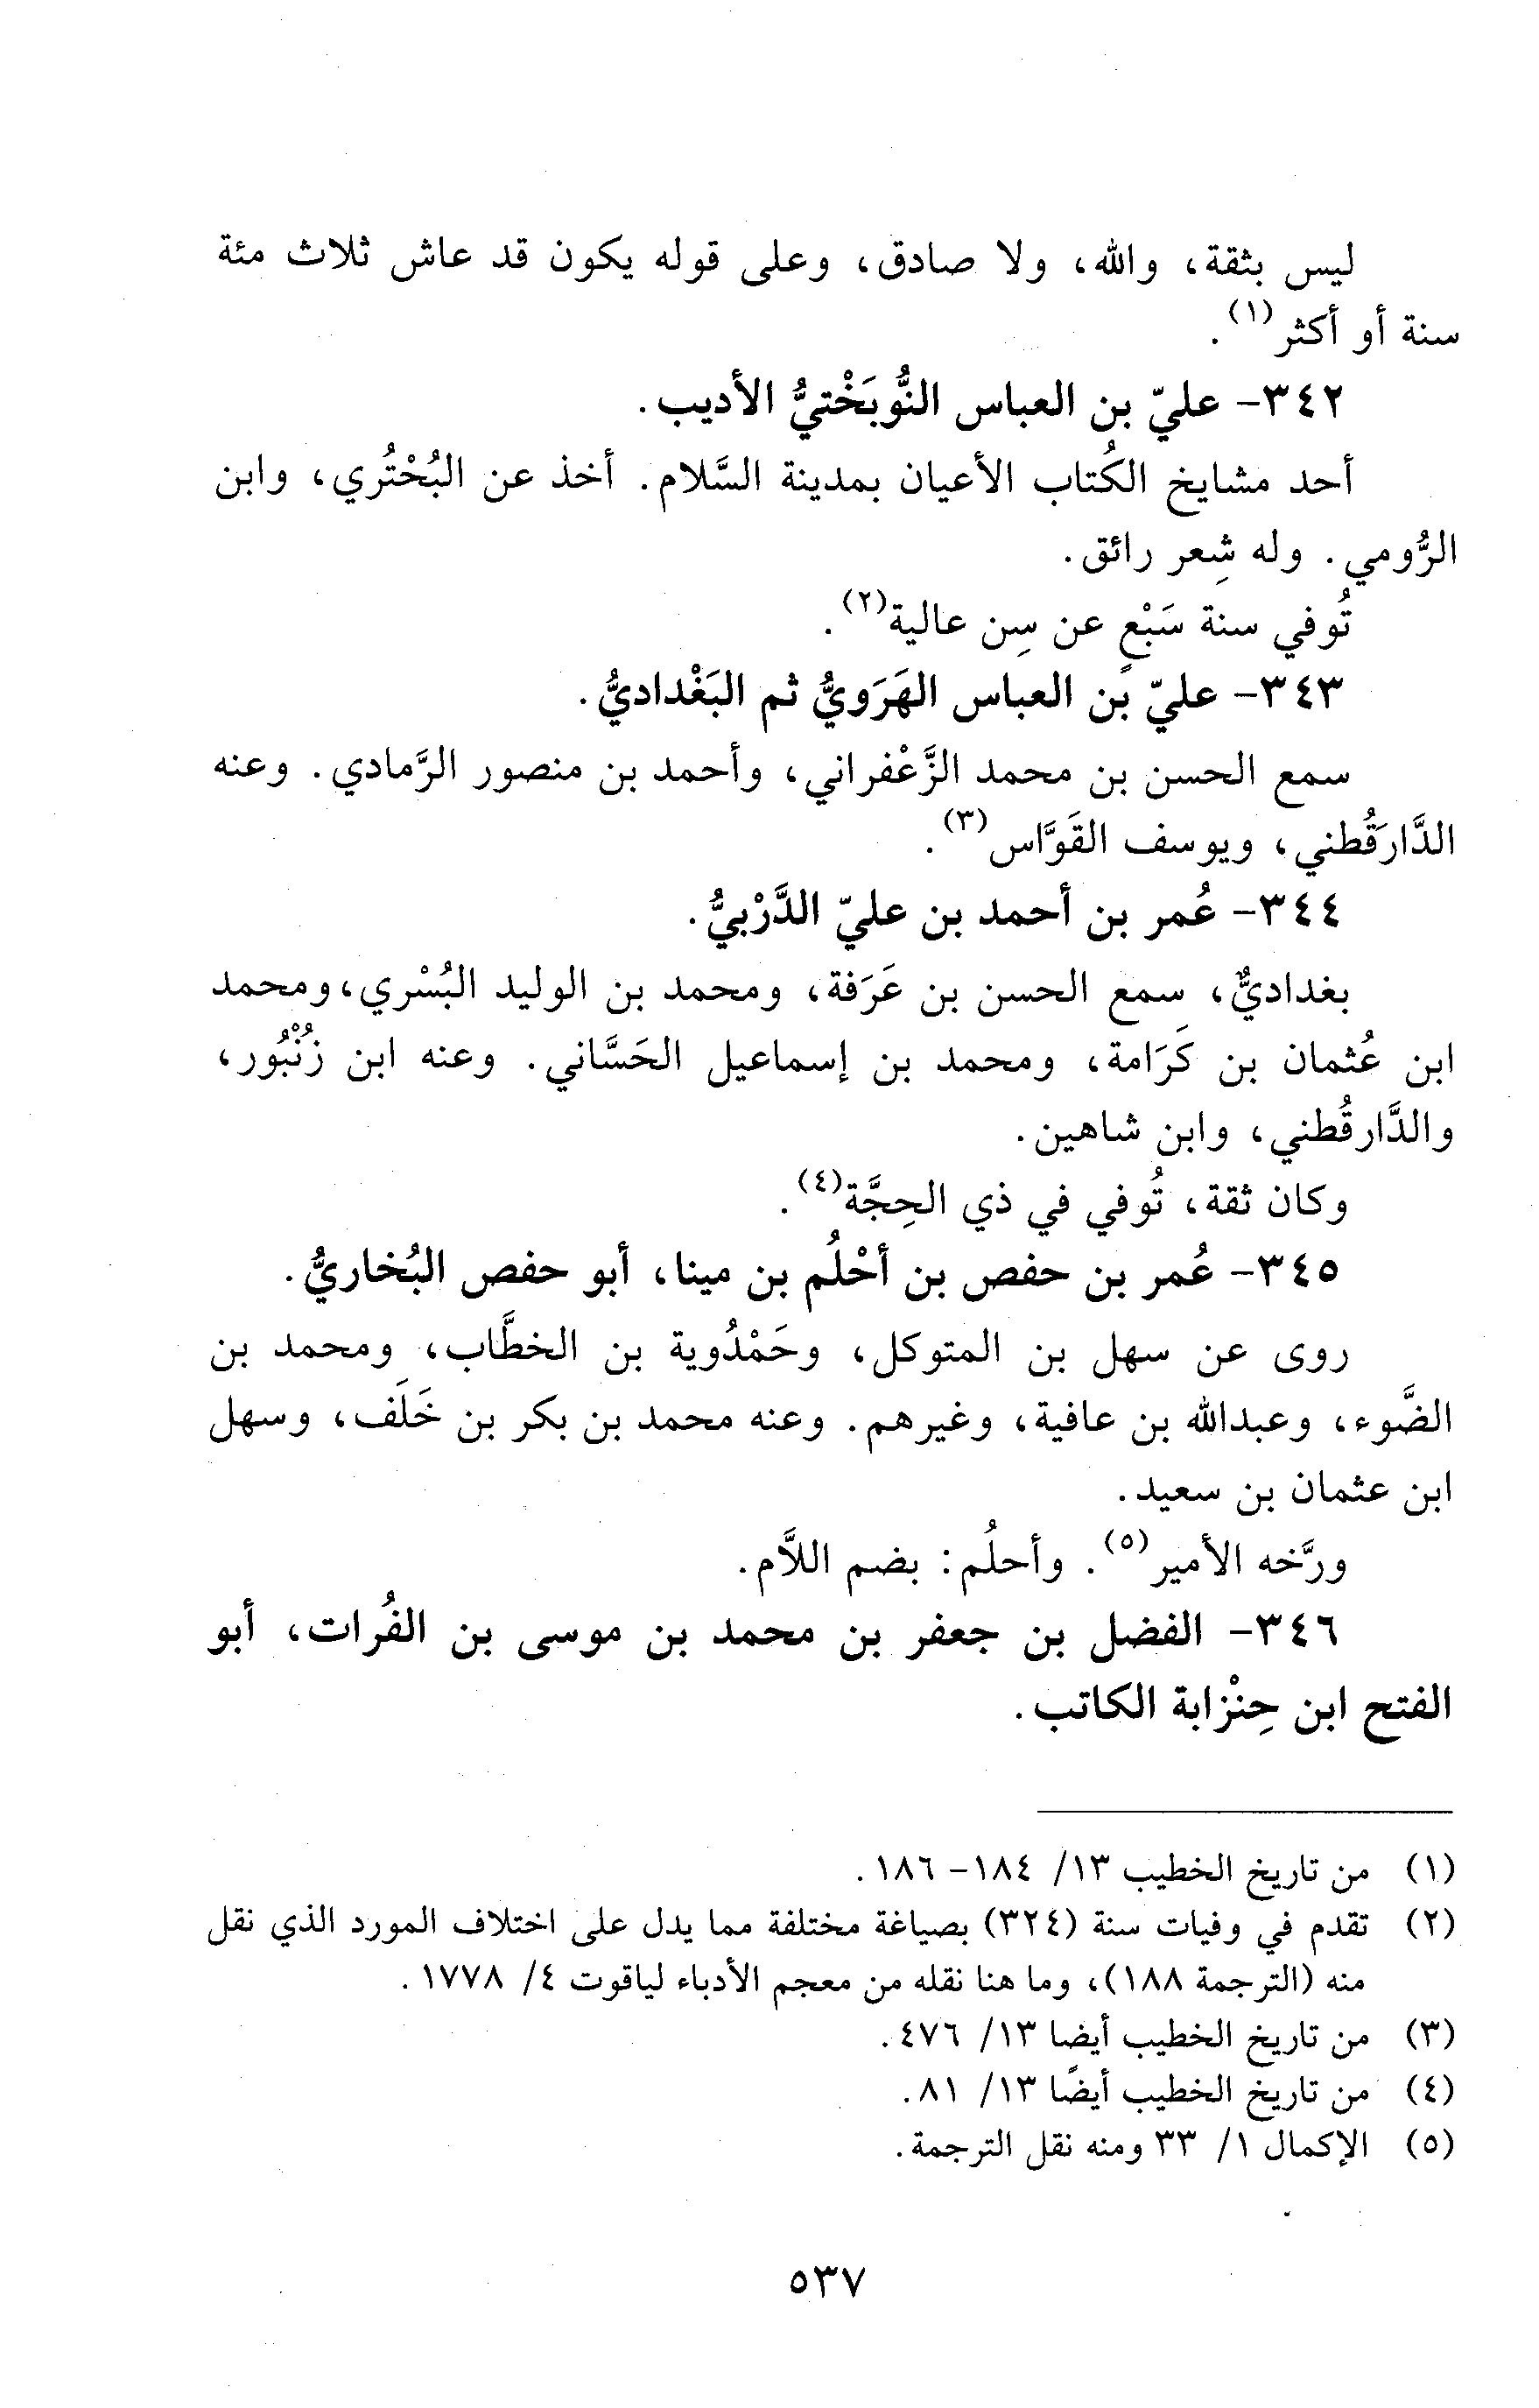 ليس بثقة، والله، ولا صادق، وعلى قوله يكون قد عاش ثلاث مئة
سنة أو أكثر(١).
٣٤٢- عليّ بن العباس النُّوبَخْتيُّ الأديب.
أحد مشايخ الكُتاب الأعيان بمدينة السَّلام. أخذ عن البُحْتُري، وابن
الرُّومي. وله شِعر رائق.
تُوفي سنة سَبْعٍ عن سِن عالية(٢).
٣٤٣- عليّ بن العباس الهَرَويُّ ثم البَغْداديُّ.
سمع الحسن بن محمد الزَّعْفراني، وأحمد بن منصور الرَّمادي. وعنه
الدَّارَقُطني، ويوسف القَوَّاس(٣).
٣٤٤- عُمر بن أحمد بن عليّ الدَّرْبيُّ.
بغداديٌّ، سمع الحسن بن عَرَفة، ومحمد بن الوليد البُسْري، ومحمد
ابن عُثمان بن كَرَامة، ومحمد بن إسماعيل الحَسَّاني. وعنه ابن زُنْبُور،
والدَّارقُطني، وابن شاهين.
وكان ثقة، تُوفي في ذي الحِجَّة(٤).
٣٤٥- عُمر بن حفص بن أحْلُم بن مينا، أبو حفص البُخاريُّ.
روى عن سهل بن المتوكل، وحَمْدُوية بن الخطَّاب، ومحمد بن
الضَّوء، وعبدالله بن عافية، وغيرهم. وعنه محمد بن بكر بن خَلَف، وسهل
ابن عثمان بن سعيد.
ورَّخه الأمير(٥). وأحلُم: بضم اللاَّم.
٣٤٦- الفضل بن جعفر بن محمد بن موسى بن الفُرات، أبو
الفتح ابن حِنْزابة الكاتب.
(١) من تاريخ الخطيب ١٣/ ١٨٤- ١٨٦.
(٢) تقدم في وفيات سنة (٣٢٤) بصياغة مختلفة مما يدل على اختلاف المورد الذي نقل
منه (الترجمة ١٨٨)، وما هنا نقله من معجم الأدباء لياقوت ٤/ ١٧٧٨.
(٣) من تاريخ الخطيب أيضا ١٣/ ٤٧٦.
(٤) من تاريخ الخطيب أيضًا ١٣/ ٨١.
(٥) الإكمال ١/ ٣٣ ومنه نقل الترجمة.
٥٣٧